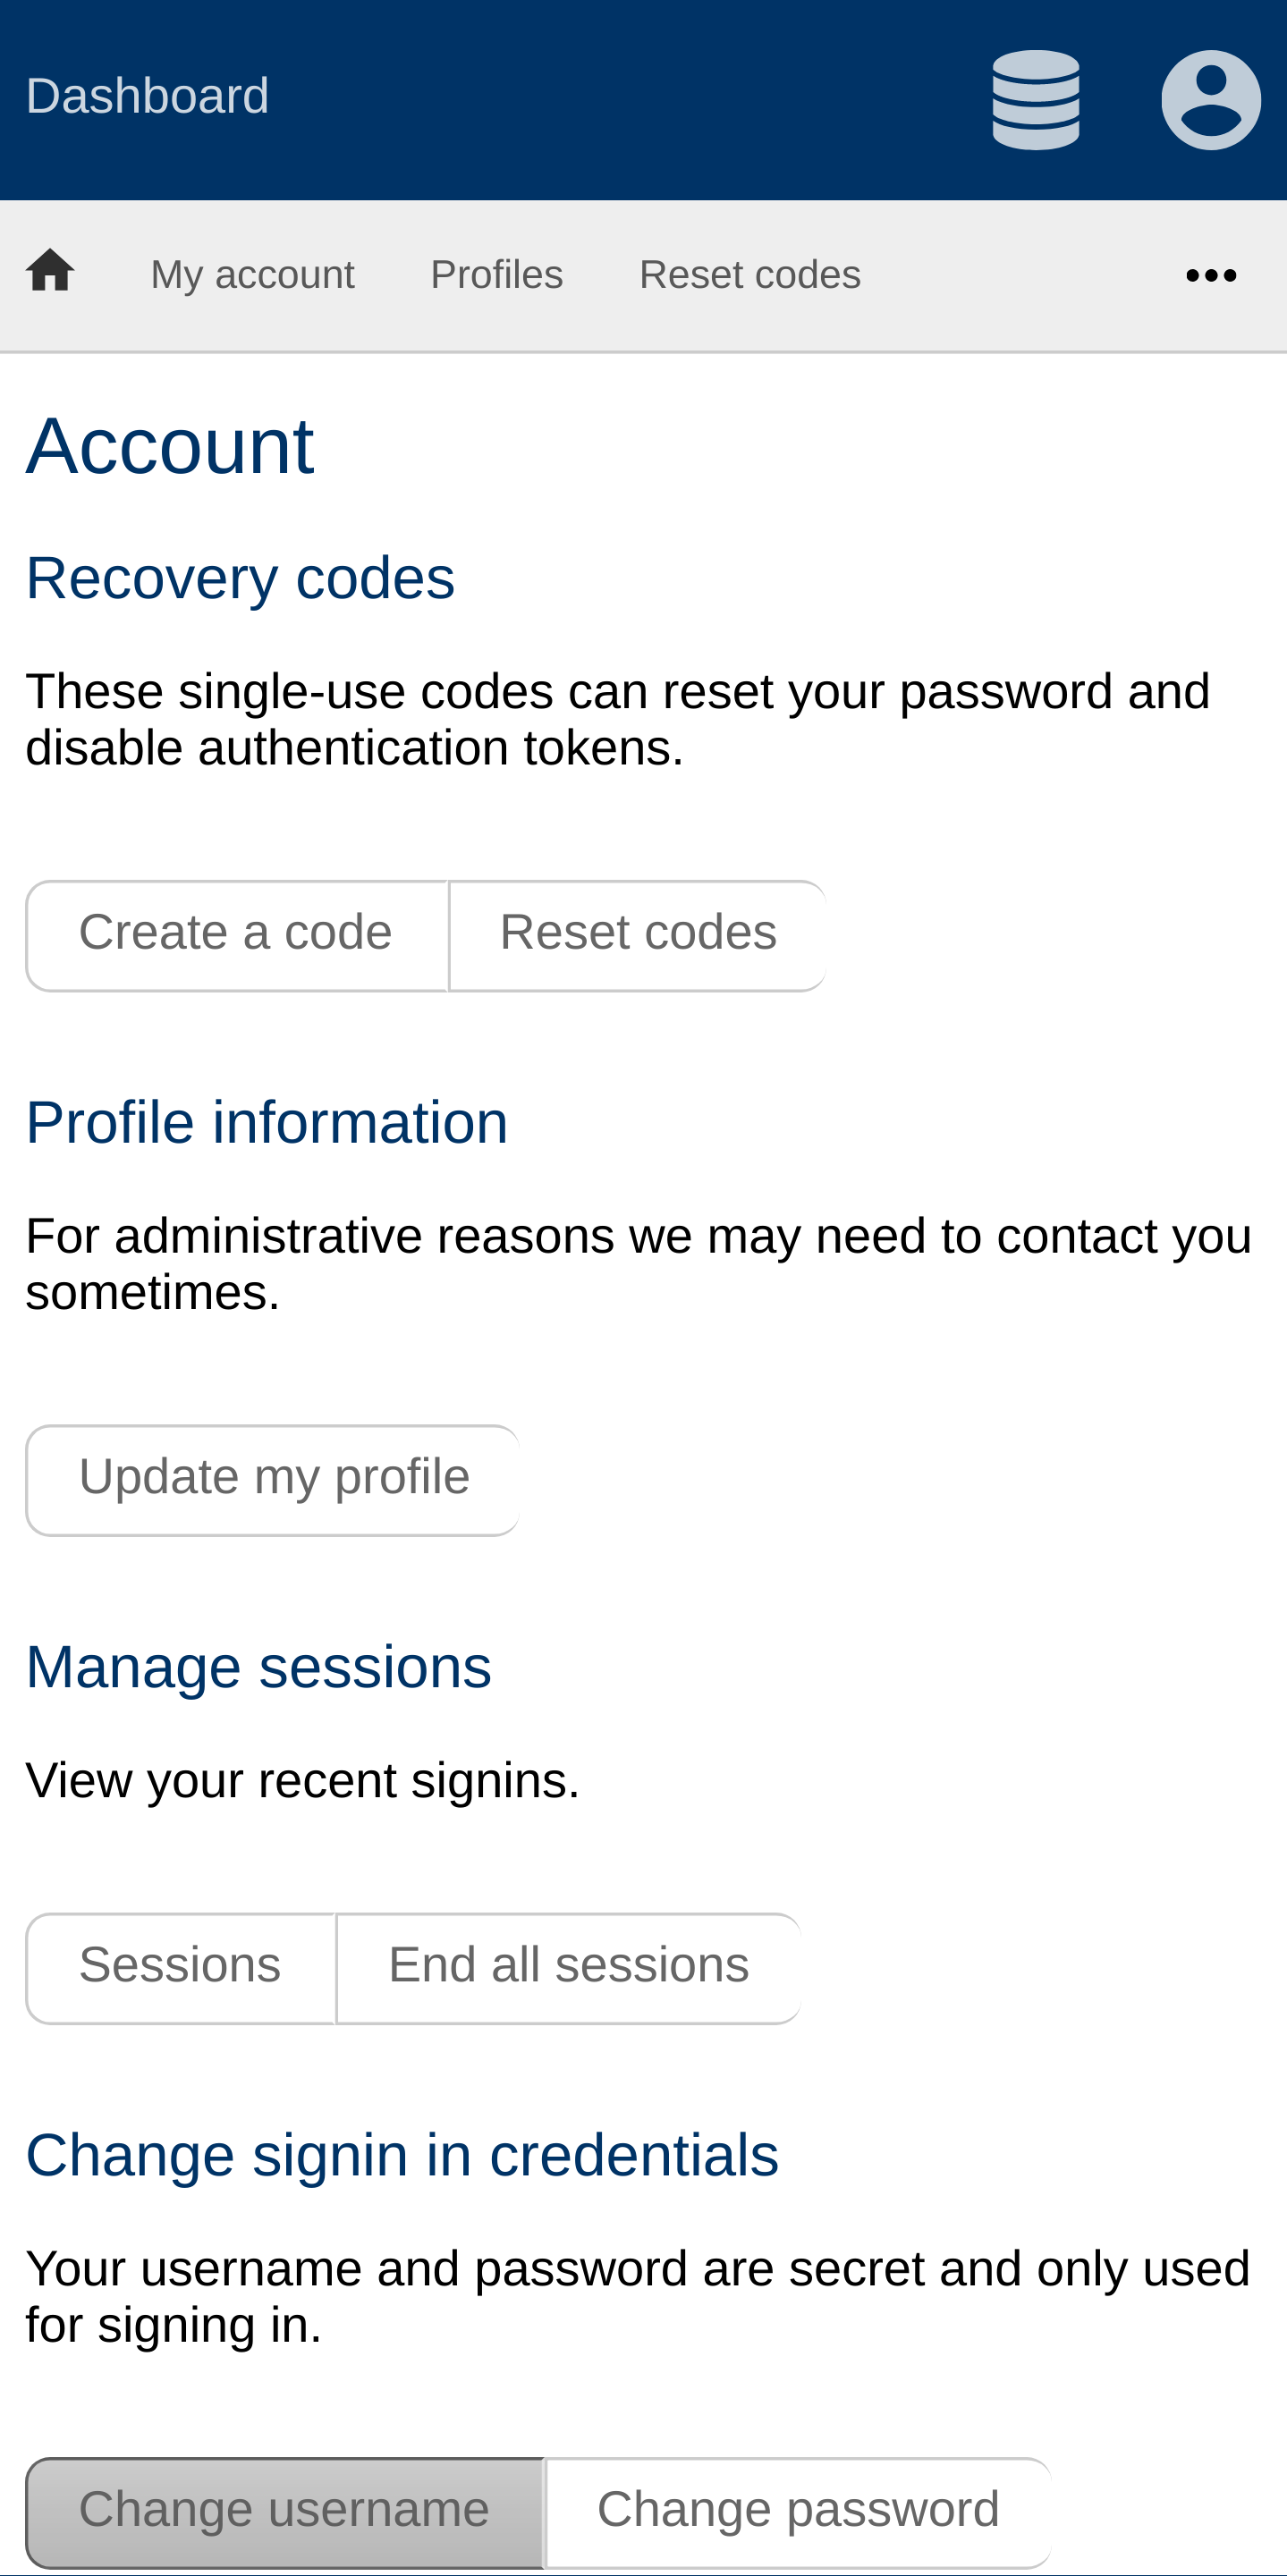 Dashboard
My account Profiles Reset codes
Account
Recovery codes
These single-use codes can reset your password and
disable authentication tokens.
Create a code Reset codes
Profile information
For administrative reasons we may need to contact you
sometimes.
Update my profile
Manage sessions
View your recent signins.
Sessions End all sessions
Change signin in credentials
Your username and password are secret and only used
for signing in.
Change username Change password